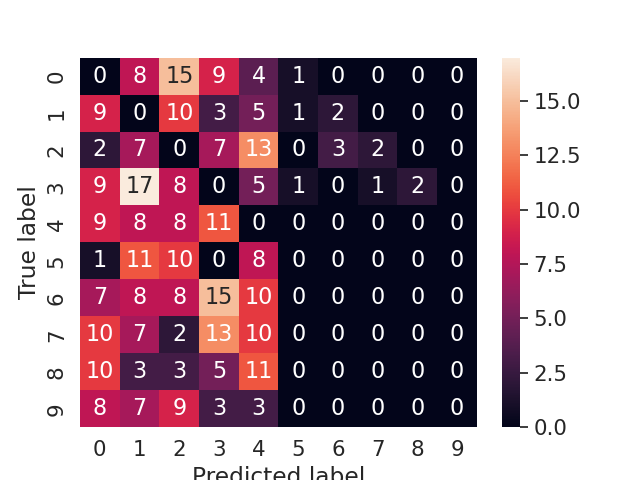 0 0 8 15 9 4 1 0 0 0 0
1 9 0 10 3 5 1 2 0 0 0
2 2 7 0 7 13 0 3 2 0 0
3 9 17 8 0 5 1 0 1 2 0
4 9 8 8 11 0 0 0 0 0 0
5 1 11 10 0 8 0 0 0 0 0
6 7 8 8 15 10 0 0 0 0 0
7 10 7 2 13 10 0 0 0 0 0
8 10 3 3 5 11 0 0 0 0 0
9 8 7 9 3 3 0 0 0 0 0
0 1 2 3 4 5 6 7 8 9
True label
Predicted label
15.0
12.5
10.0
7.5
5.0
2.5
0.0